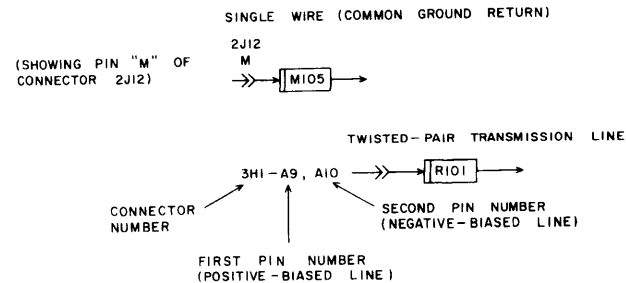 SINGLE WIRE (COMMON GROUND RETURN)
(SHOWING PIN "M" OF
CONNECTOR 2J12)
2J12
M
M105
TWISTED-PAIR TRANSMISSION LINE
3H1-A9, A10
R101
CONNECTOR
NUMBER
SECOND PIN NUMBER
(NEGATIVE-BIASED LINE)
FIRST PIN NUMBER
(POSITIVE-BIASED LINE)